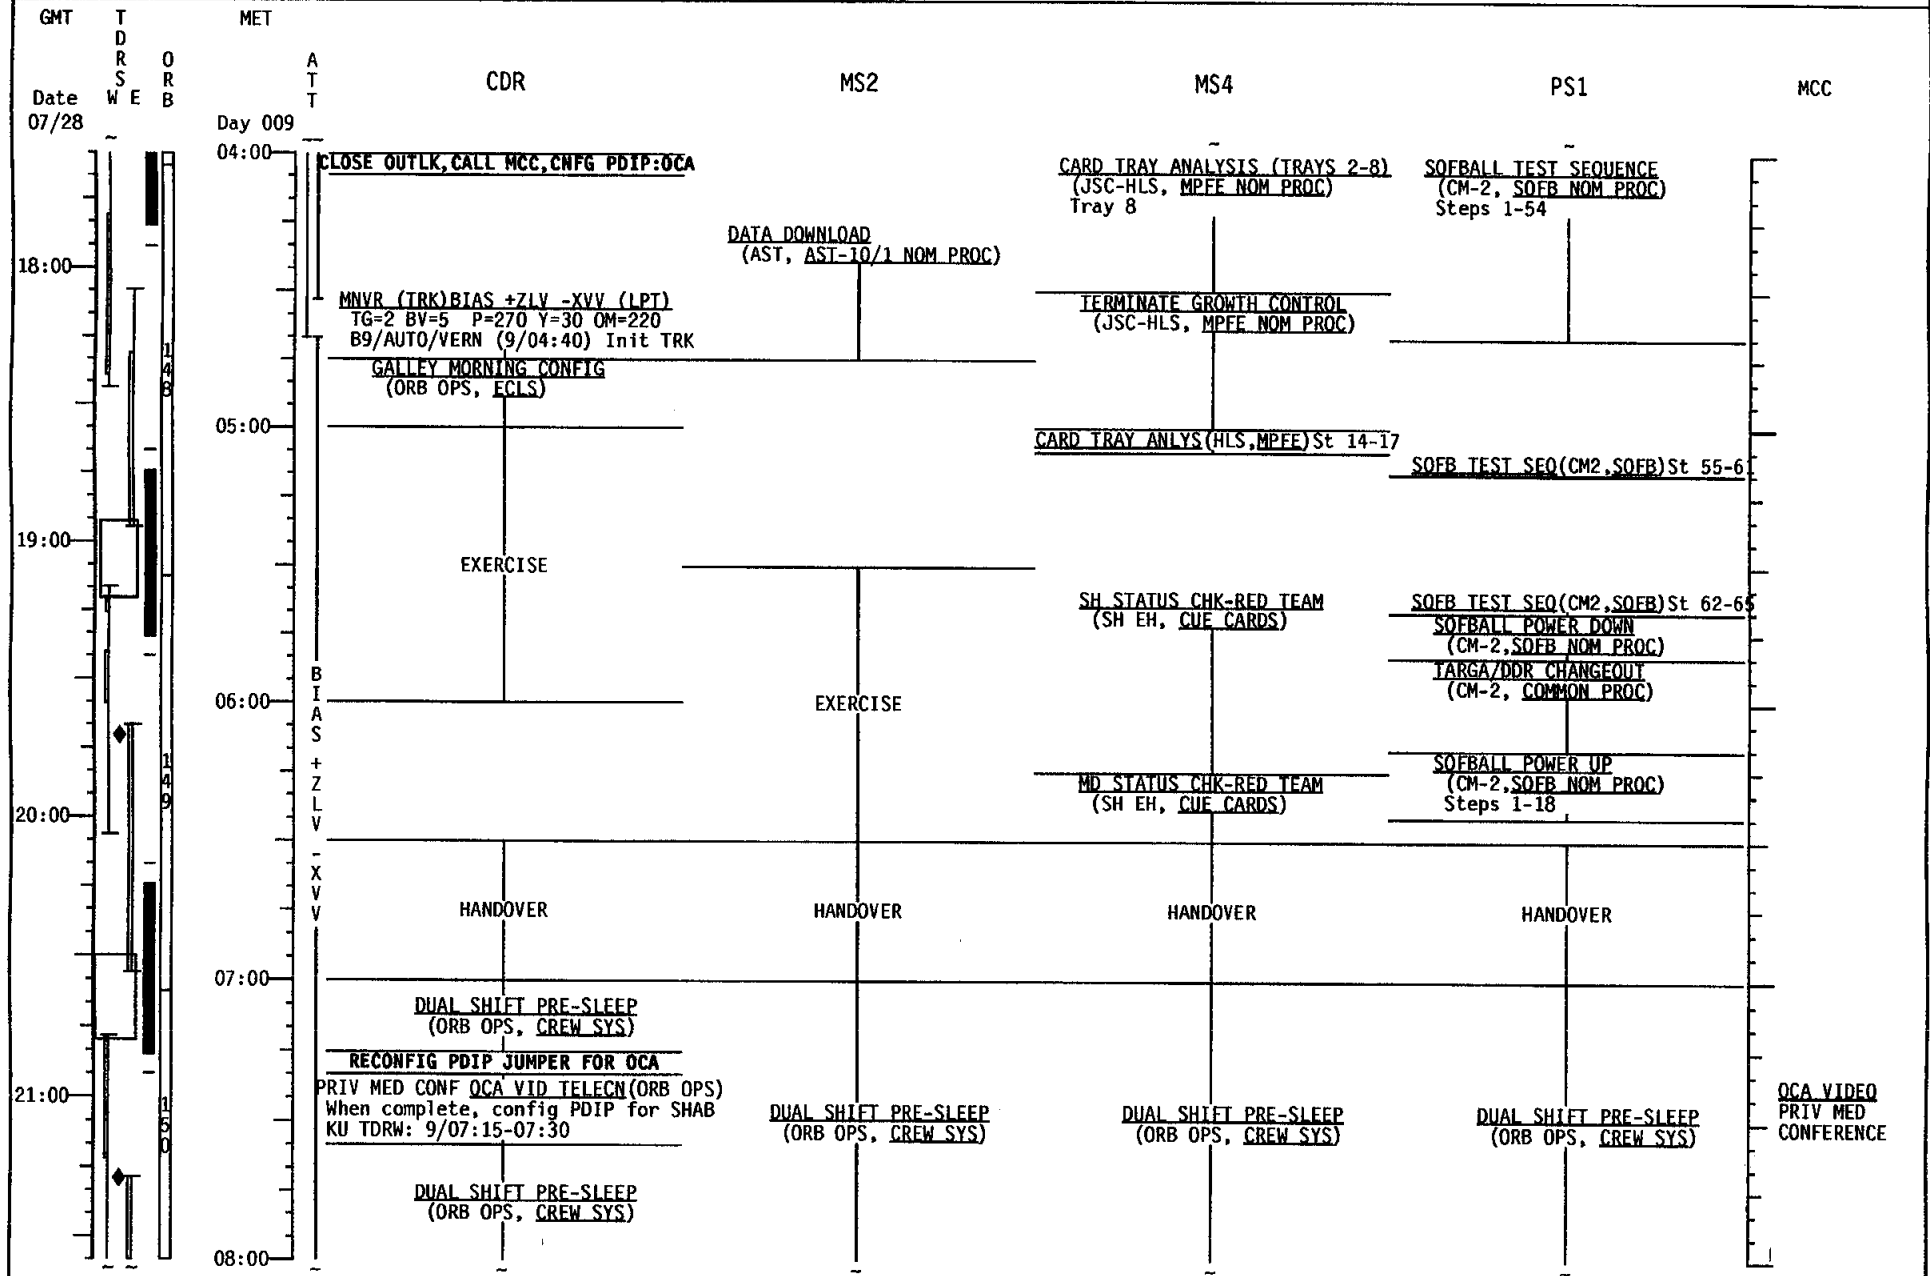 GMT
TDRS
W E
ORB
MET
ATT
CDR
MS2
MS4
PS1
MCC
Date
07/28
Day 009
04:00
CLOSE OUTLK,CALL MCC,CNFG PDIP:OCA
CARD TRAY ANALYSIS (TRAYS 2-8)
(JSC-HLS, MPFE NOM PROC)
Tray 8
SOFBALL TEST SEQUENCE
(CM-2, SOFB NOM PROC)
Steps 1-54
DATA DOWNLOAD
(AST, AST-10/1 NOM PROC)
18:00
MNVR (TRK)BIAS +ZLV -XVV (LPT)
TG=2 BV=5 P=270 Y=30 OM=220
B9/AUTO/VERN (9/04:40) Init TRK
TERMINATE GROWTH CONTROL
(JSC-HLS, MPFE NOM PROC)
148
GALLEY MORNING CONFIG
(ORB OPS, ECLS)
05:00
CARD TRAY ANLYS(HLS,MPFE)St 14-17
SOFB TEST SEQ(CM2,SOFB)St 55-6
19:00
EXERCISE
SH STATUS CHK-RED TEAM
(SH EH, CUE CARDS)
SOFB TEST SEQ(CM2,SOFB)St 62-65
SOFBALL POWER DOWN
(CM-2,SOFB NOM PROC)
TARGA/DDR CHANGEOUT
(CM-2, COMMON PROC)
BIAS +ZLV -XVV
06:00
EXERCISE
149
SOFBALL POWER UP
(CM-2,SOFB NOM PROC)
Steps 1-18
MD STATUS CHK-RED TEAM
(SH EH, CUE CARDS)
20:00
HANDOVER
HANDOVER
HANDOVER
HANDOVER
07:00
DUAL SHIFT PRE-SLEEP
(ORB OPS, CREW SYS)
RECONFIG PDIP JUMPER FOR OCA
21:00
150
PRIV MED CONF OCA VID TELECN(ORB OPS)
When complete, config PDIP for SHAB
KU TDRW: 9/07:15-07:30
DUAL SHIFT PRE-SLEEP
(ORB OPS, CREW SYS)
DUAL SHIFT PRE-SLEEP
(ORB OPS, CREW SYS)
DUAL SHIFT PRE-SLEEP
(ORB OPS, CREW SYS)
OCA VIDEO
PRIV MED
CONFERENCE
DUAL SHIFT PRE-SLEEP
(ORB OPS, CREW SYS)
08:00